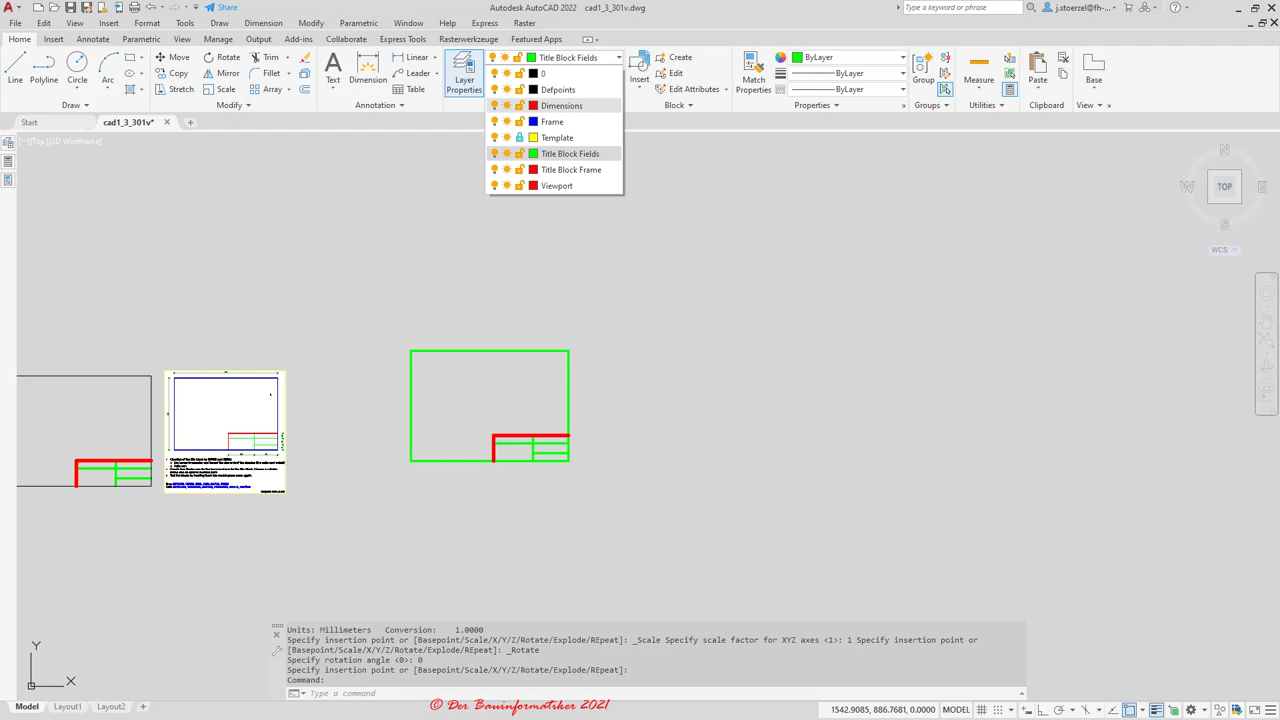 Share
Autodesk AutoCAD 2022 cad1_3_301v.dwg
Type a keyword or phrase
j.stoerzel@fh-...
File Edit View Insert Format Tools Draw Dimension Modify Parametric Window Help Express Raster
Home Insert Annotate Parametric View Manage Output Add-ins Collaborate Express Tools Rasterwerkzeuge Featured Apps
Line Polyline Circle Arc
Move Rotate Trim
Copy Mirror Fillet
Stretch Scale Array
Text Dimension
Linear
Leader
Table
Layer Properties
Title Block Fields
0
Defpoints
Dimensions
Frame
Template
Title Block Fields
Title Block Frame
Viewport
Insert
Create
Edit
Edit Attributes
Match Properties
ByLayer
ByLayer
ByLayer
Group Measure Paste Base
Draw Modify Annotation Block Properties Groups Utilities Clipboard View
Start cad1_3_301v*
[−][Top][2D Wireframe]
N
W TOP E
S
WCS
Units: Millimeters Conversion: 1.0000
Specify insertion point or [Basepoint/Scale/X/Y/Z/Rotate/Explode/REpeat]: _Scale Specify scale factor for XYZ axes <1>: 1 Specify insertion point or
[Basepoint/Scale/X/Y/Z/Rotate/Explode/REpeat]: _Rotate
Specify rotation angle <0>: 0
Specify insertion point or [Basepoint/Scale/X/Y/Z/Rotate/Explode/REpeat]:
Command:
Type a command
Y
X
© Der Bauinformatiker 2021
Model Layout1 Layout2
1542.9085, 886.7681, 0.0000 MODEL